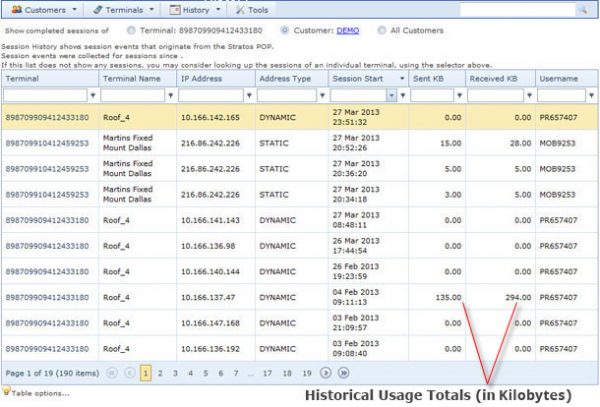 Customers Terminals History Tools
Show completed sessions of Terminal: 898709909412433180 Customer: DEMO All Customers
Session History shows session events that originate from the Stratos POP.
Session events were collected for sessions since .
If this list does not show any sessions, you may consider looking up the sessions of an individual terminal, using the selector above.
Terminal Terminal Name IP Address Address Type Session Start Sent KB Received KB Username
27 Mar 2013
898709909412433180 Roof_4 10.166.142.165 DYNAMIC 23:51:32 0.00 0.00 PR657407
Martins Fixed 27 Mar 2013
898709910412459253 Mount Dallas 216.86.242.226 STATIC 20:52:26 15.00 28.00 MOB9253
Martins Fixed 27 Mar 2013
898709910412459253 Mount Dallas 216.86.242.226 STATIC 20:36:20 5.00 5.00 MOB9253
Martins Fixed 27 Mar 2013
898709910412459253 Mount Dallas 216.86.242.226 STATIC 20:34:18 3.00 5.00 MOB9253
27 Mar 2013
898709909412433180 Roof_4 10.166.141.143 DYNAMIC 08:48:11 0.00 0.00 PR657407
26 Mar 2013
898709909412433180 Roof_4 10.166.136.98 DYNAMIC 17:44:54 0.00 0.00 PR657407
26 Feb 2013
898709909412433180 Roof_4 10.166.140.144 DYNAMIC 19:23:59 0.00 0.00 PR657407
04 Feb 2013
898709909412433180 Roof_4 10.166.137.47 DYNAMIC 09:11:13 135.00 294.00 PR657407
03 Feb 2013
898709909412433180 Roof_4 10.166.147.168 DYNAMIC 21:09:57 0.00 0.00 PR657407
03 Feb 2013
898709909412433180 Roof_4 10.166.136.192 DYNAMIC 09:08:40 0.00 0.00 PR657407
Page 1 of 19 (190 items) 1 2 3 4 5 6 7 ... 17 18 19
Table options...
Historical Usage Totals (in Kilobytes)